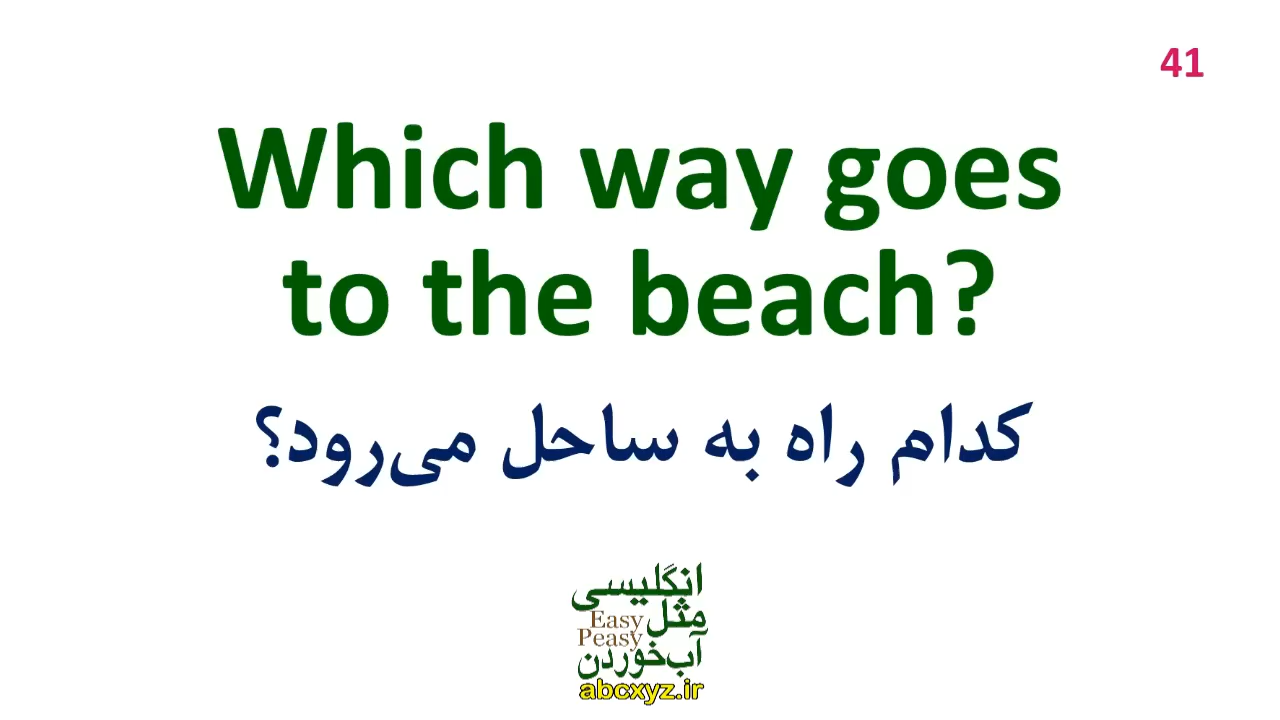 41
Which way goes
to the beach?
کدام راه به ساحل می‌رود؟
انگلیسی
مثل
Easy
Peasy
آب‌خوردن
abcxyz.ir